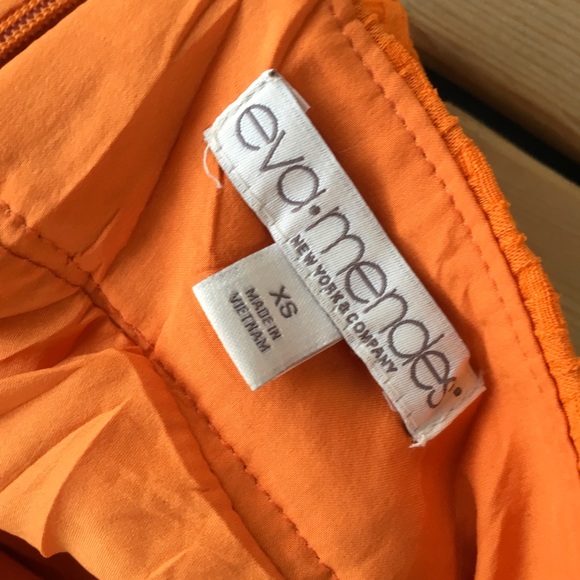 eva·mendes·
NEW YORK & COMPANY
XS
MADE IN
VIETNAM